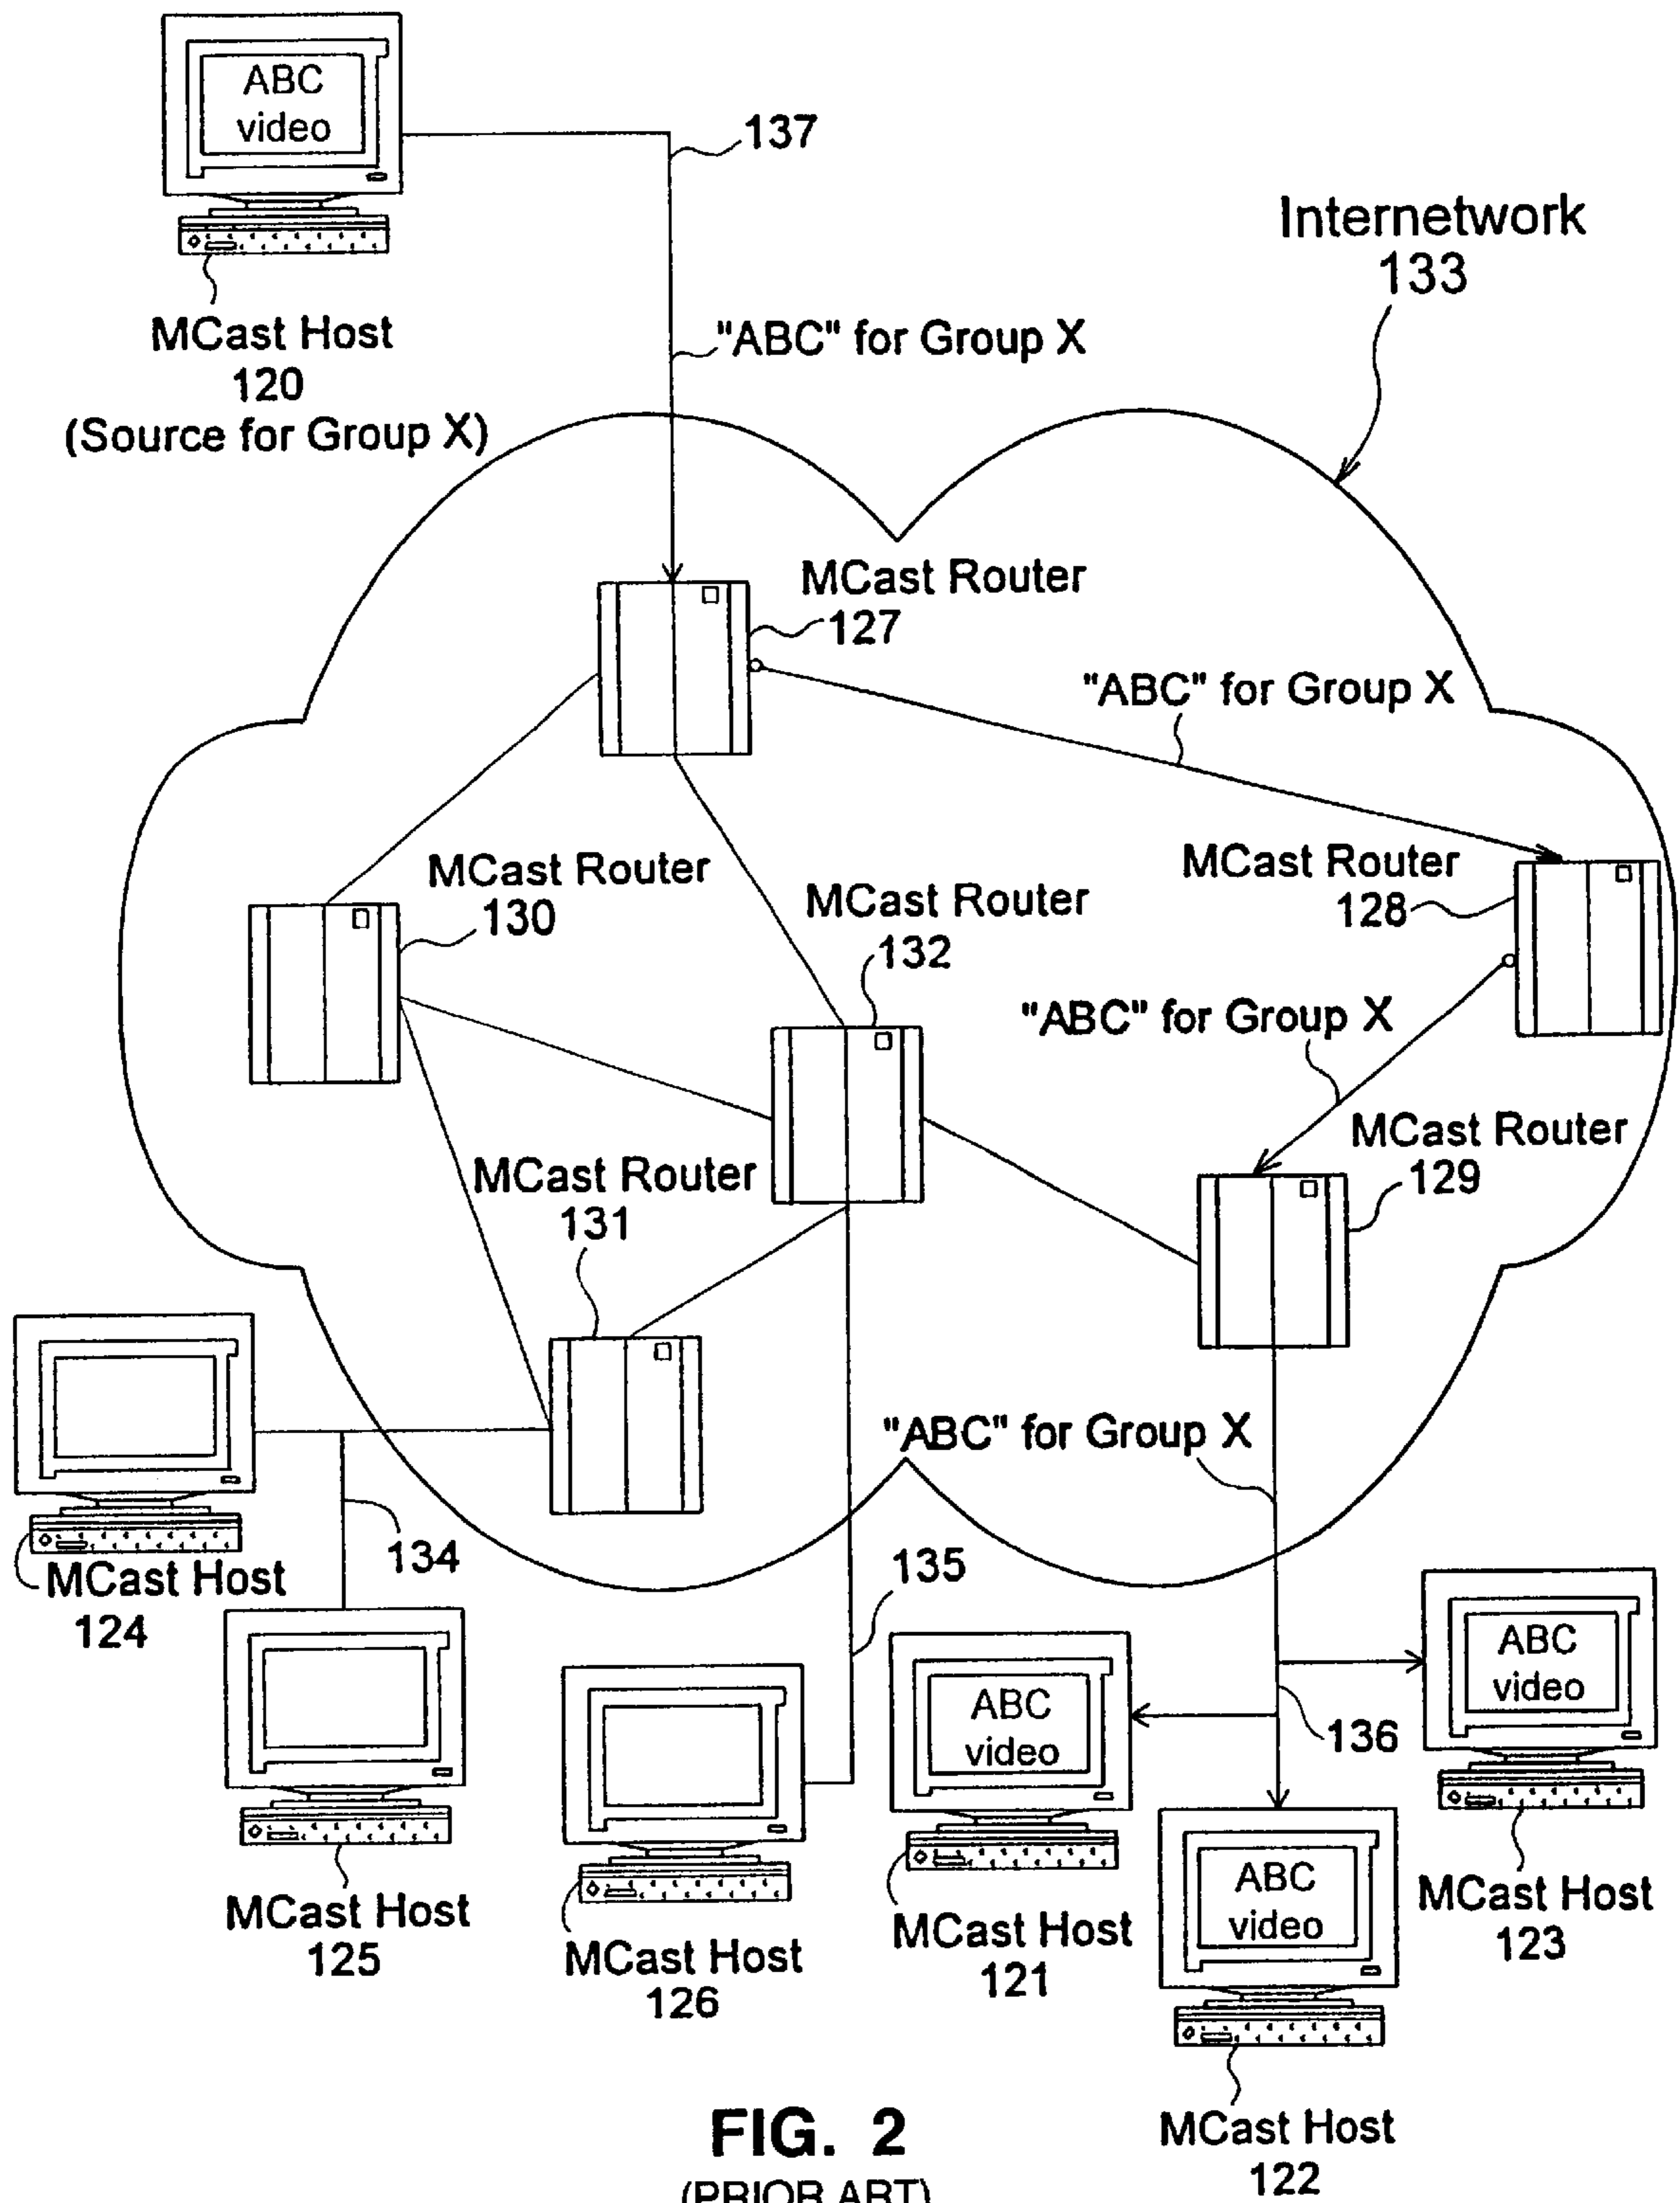 ABC
video
137
Internetwork
133
MCast Host
120
(Source for Group X)
"ABC" for Group X
MCast Router
127
"ABC" for Group X
MCast Router
130
MCast Router
132
MCast Router
128
"ABC" for Group X
MCast Router
129
MCast Router
131
"ABC" for Group X
134
135
MCast Host
124
ABC
video
ABC
video
136
ABC
video
MCast Host
125
MCast Host
126
MCast Host
121
MCast Host
123
MCast Host
122
FIG. 2
(PRIOR ART)